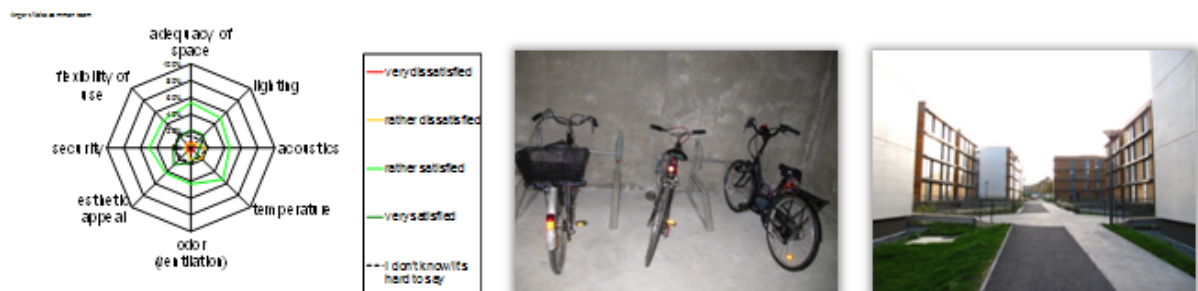 adequacy of
space
flexibility of
use
lighting
security
acoustics
esthetic
appeal
temperature
odor
(ventilation)
very dissatisfied
rather dissatisfied
rather satisfied
very satisfied
I don't know/it's
hard to say